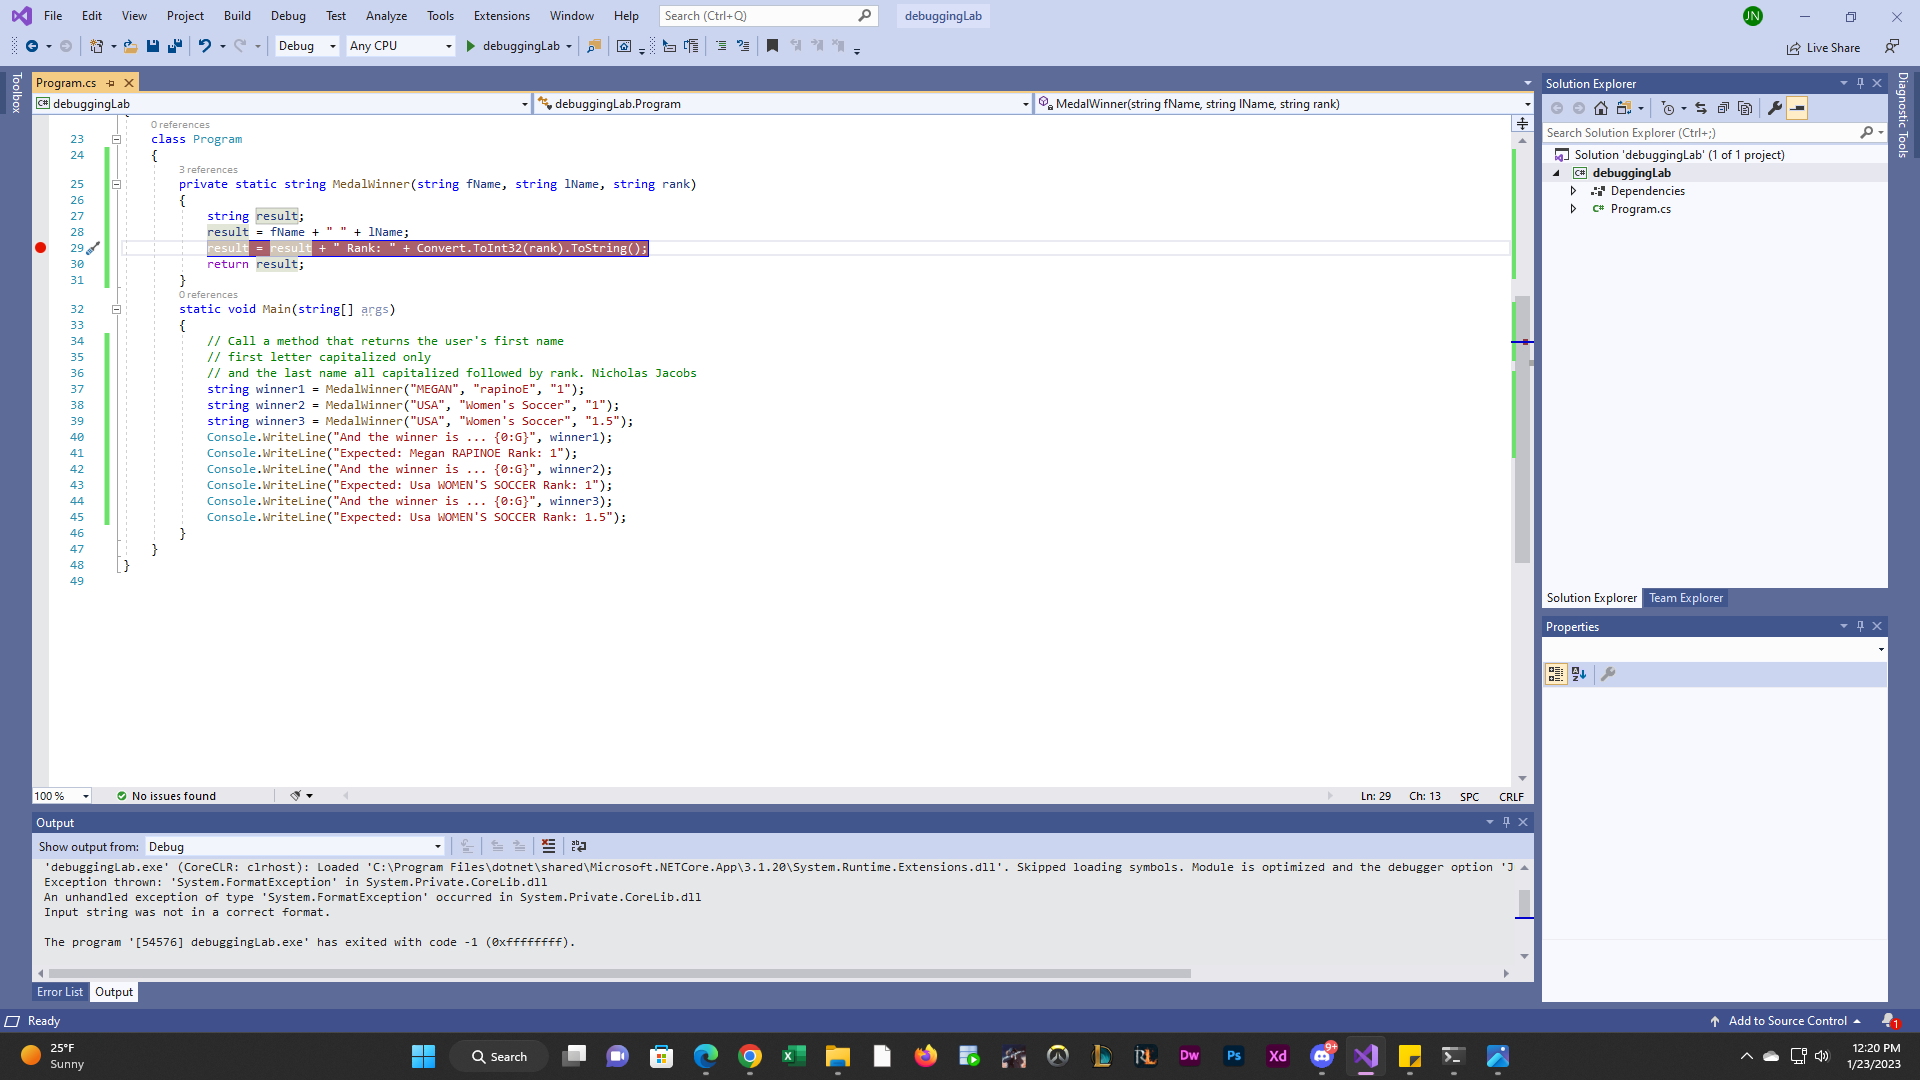 File Edit View Project Build Debug Test Analyze Tools Extensions Window Help Search (Ctrl+Q) debuggingLab JN
Debug Any CPU debuggingLab Live Share
Toolbox
Program.cs
debuggingLab debuggingLab.Program MedalWinner(string fName, string lName, string rank)
0 references
23 class Program
24 {
3 references
25 private static string MedalWinner(string fName, string lName, string rank)
26 {
27 string result;
28 result = fName + " " + lName;
29 result = result + " Rank: " + Convert.ToInt32(rank).ToString();
30 return result;
31 }
0 references
32 static void Main(string[] args)
33 {
34 // Call a method that returns the user's first name
35 // first letter capitalized only
36 // and the last name all capitalized followed by rank. Nicholas Jacobs
37 string winner1 = MedalWinner("MEGAN", "rapinoE", "1");
38 string winner2 = MedalWinner("USA", "Women's Soccer", "1");
39 string winner3 = MedalWinner("USA", "Women's Soccer", "1.5");
40 Console.WriteLine("And the winner is ... {0:G}", winner1);
41 Console.WriteLine("Expected: Megan RAPINOE Rank: 1");
42 Console.WriteLine("And the winner is ... {0:G}", winner2);
43 Console.WriteLine("Expected: Usa WOMEN'S SOCCER Rank: 1");
44 Console.WriteLine("And the winner is ... {0:G}", winner3);
45 Console.WriteLine("Expected: Usa WOMEN'S SOCCER Rank: 1.5");
46 }
47 }
48 }
49
100 % No issues found Ln: 29 Ch: 13 SPC CRLF
Output
Show output from: Debug
'debuggingLab.exe' (CoreCLR: clrhost): Loaded 'C:\Program Files\dotnet\shared\Microsoft.NETCore.App\3.1.20\System.Runtime.Extensions.dll'. Skipped loading symbols. Module is optimized and the debugger option 'J
Exception thrown: 'System.FormatException' in System.Private.CoreLib.dll
An unhandled exception of type 'System.FormatException' occurred in System.Private.CoreLib.dll
Input string was not in a correct format.
The program '[54576] debuggingLab.exe' has exited with code -1 (0xffffffff).
Error List Output
Solution Explorer
Search Solution Explorer (Ctrl+;)
Solution 'debuggingLab' (1 of 1 project)
C# debuggingLab
Dependencies
C# Program.cs
Solution Explorer Team Explorer
Properties
Diagnostic Tools
Ready Add to Source Control 1
25°F
Sunny
Search
Dw Ps Xd 9+
12:20 PM
1/23/2023